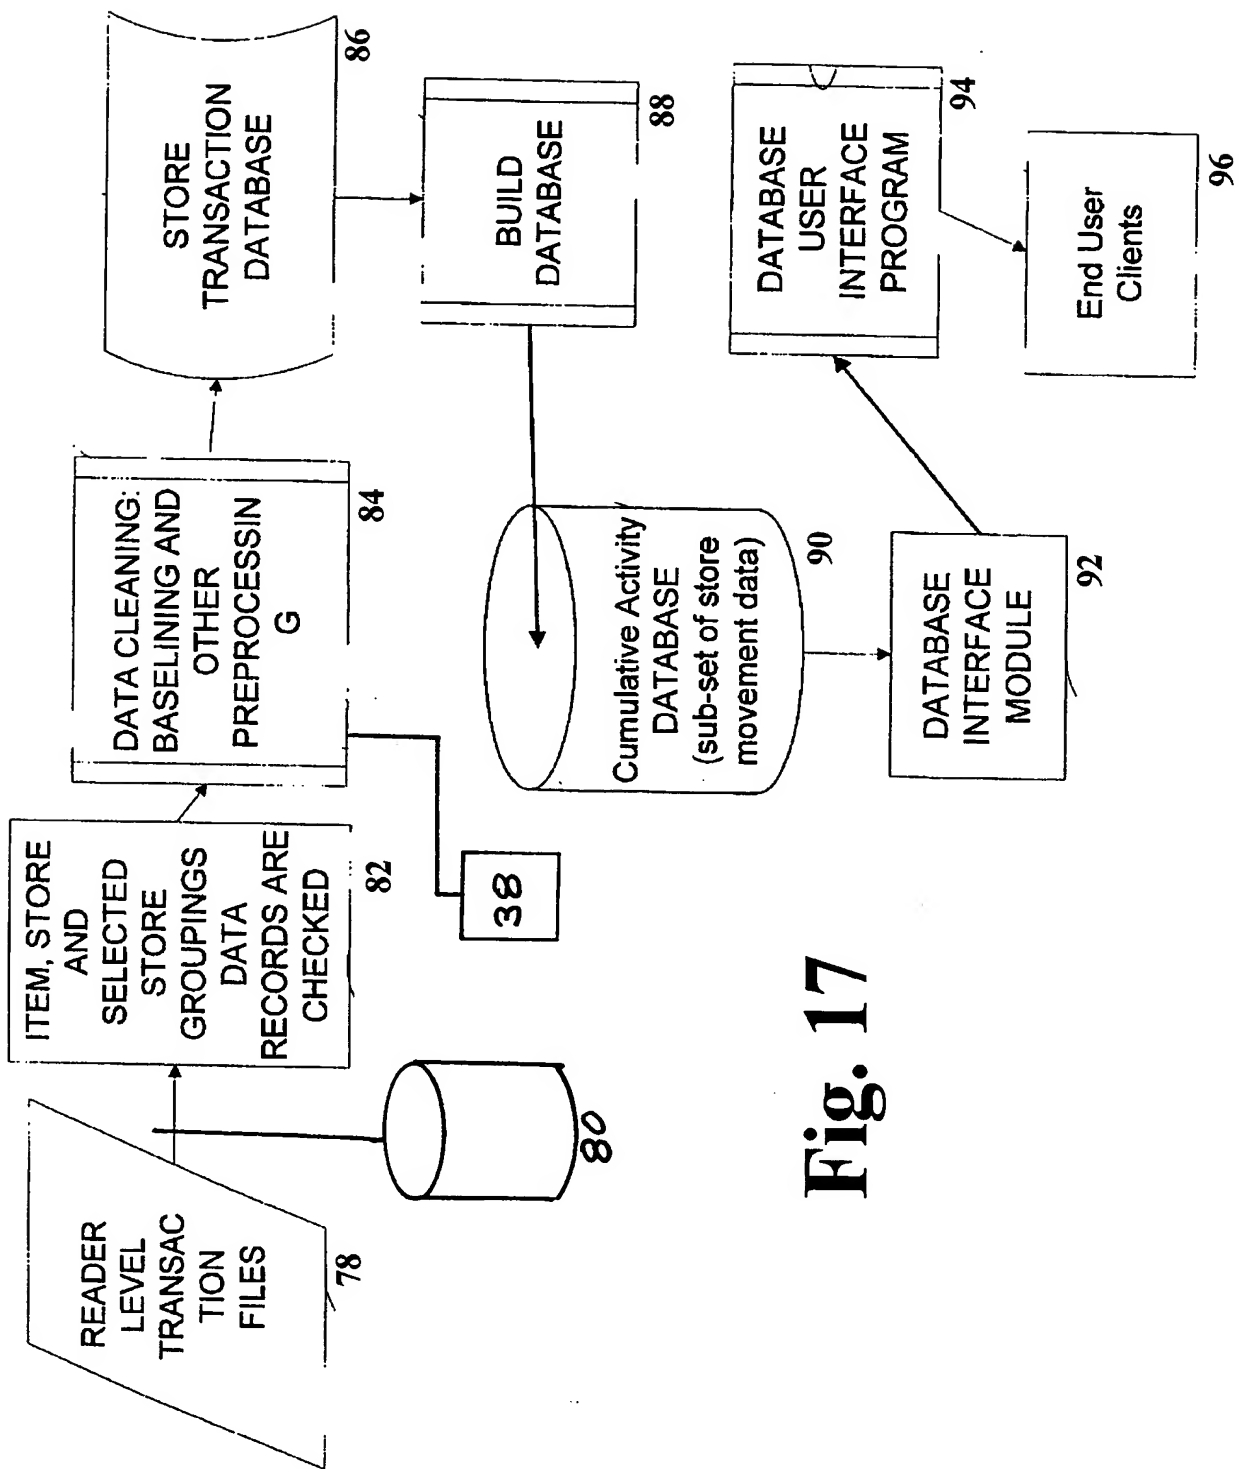 READER
LEVEL
TRANSAC
TION
FILES
78
80
ITEM, STORE
AND
SELECTED
STORE
GROUPINGS
DATA
RECORDS ARE
CHECKED
82
DATA CLEANING:
BASELINING AND
OTHER
PREPROCESSIN
G
84
38
STORE
TRANSACTION
DATABASE
86
BUILD
DATABASE
88
Cumulative Activity
DATABASE
(sub-set of store
movement data)
90
DATABASE
INTERFACE
MODULE
92
DATABASE
USER
INTERFACE
PROGRAM
94
End User
Clients
96
Fig. 17